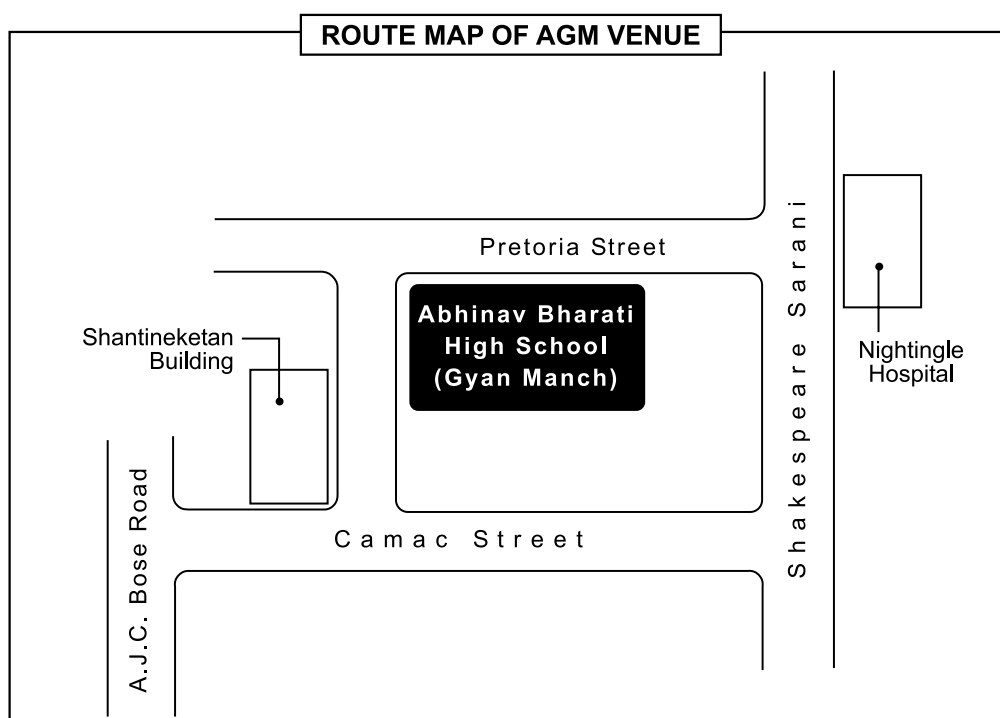 ROUTE MAP OF AGM VENUE
Pretoria Street
Abhinav Bharati
High School
(Gyan Manch)
Shantineketan
Building
Shakespeare Sarani
Nightingle
Hospital
A.J.C. Bose Road
Camac Street